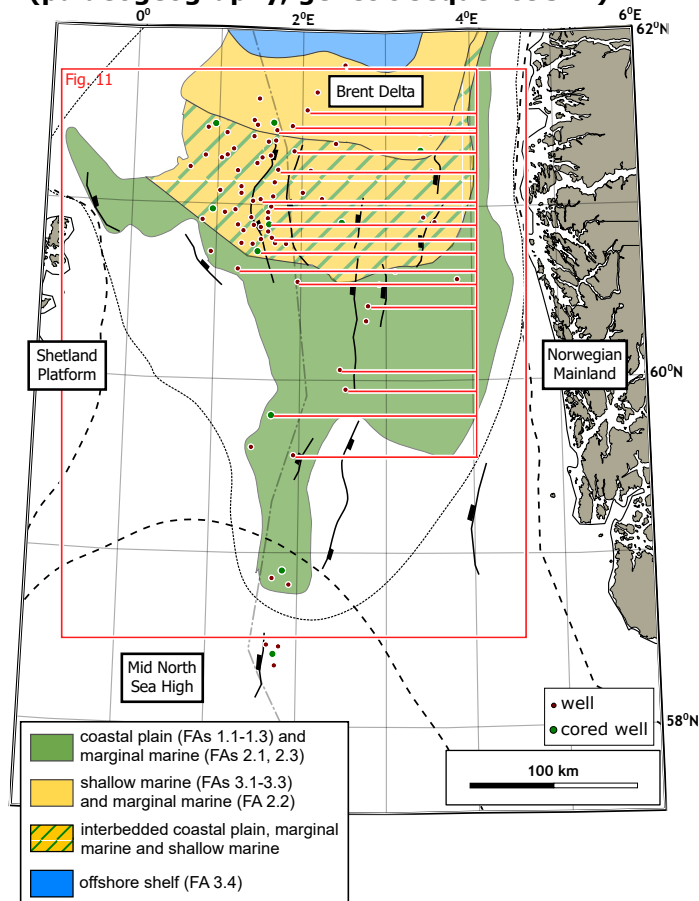 0⁰
2⁰E
4⁰E
6⁰E
62⁰N
Fig. 11
Brent Delta
Shetland
Platform
Norwegian
Mainland
60⁰N
Mid North
Sea High
well
cored well
58⁰N
100 km
coastal plain (FAs 1.1-1.3) and
marginal marine (FAs 2.1, 2.3)
shallow marine (FAs 3.1-3.3)
and marginal marine (FA 2.2)
interbedded coastal plain, marginal
marine and shallow marine
offshore shelf (FA 3.4)